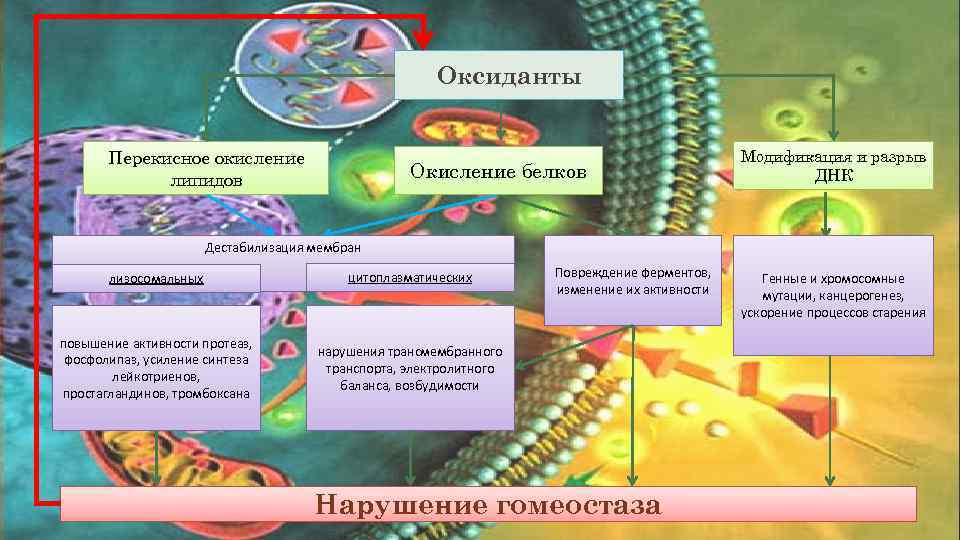 Оксиданты
Перекисное окисление
липидов
Окисление белков
Модификация и разрыв
ДНК
Дестабилизация мембран
лизосомальных
цитоплазматических
Повреждение ферментов,
изменение их активности
Генные и хромосомные
мутации, канцерогенез,
ускорение процессов старения
повышение активности протеаз,
фосфолипаз, усиление синтеза
лейкотриенов,
простагландинов, тромбоксана
нарушения трансмембранного
транспорта, электролитного
баланса, возбудимости
Нарушение гомеостаза